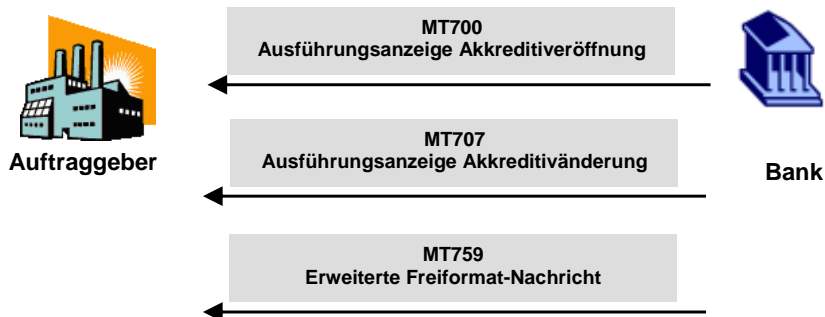 MT700
Ausführungsanzeige Akkreditiveröffnung
Auftraggeber
MT707
Ausführungsanzeige Akkreditivänderung
Bank
MT759
Erweiterte Freiformat-Nachricht